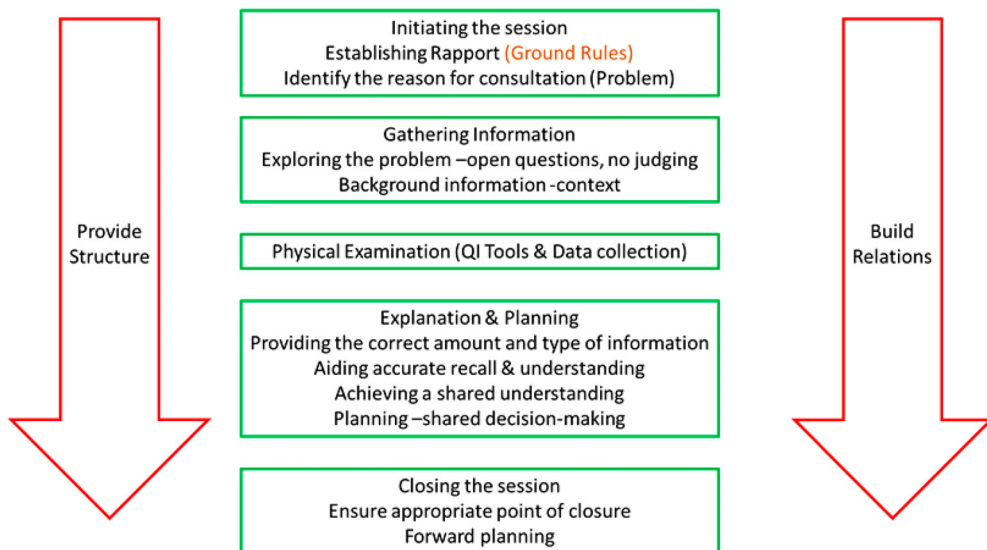 Initiating the session
Establishing Rapport (Ground Rules)
Identify the reason for consultation (Problem)
Gathering Information
Exploring the problem –open questions, no judging
Background information -context
Provide
Structure
Build
Relations
Physical Examination (QI Tools & Data collection)
Explanation & Planning
Providing the correct amount and type of information
Aiding accurate recall & understanding
Achieving a shared understanding
Planning –shared decision-making
Closing the session
Ensure appropriate point of closure
Forward planning